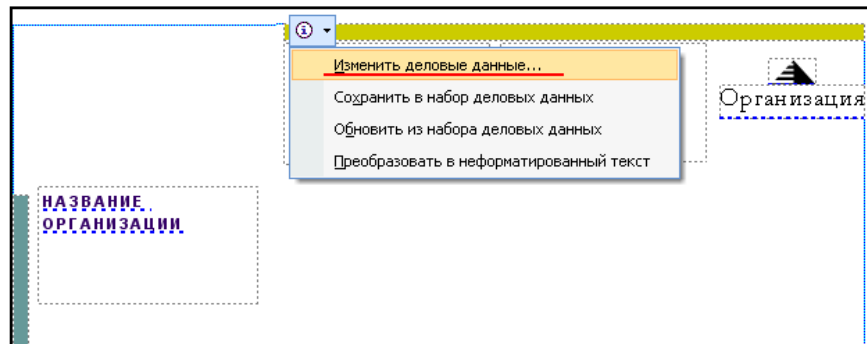 Изменить деловые данные...
Сохранить в набор деловых данных
Обновить из набора деловых данных
Преобразовать в неформатированный текст
Организация
НАЗВАНИЕ
ОРГАНИЗАЦИИ